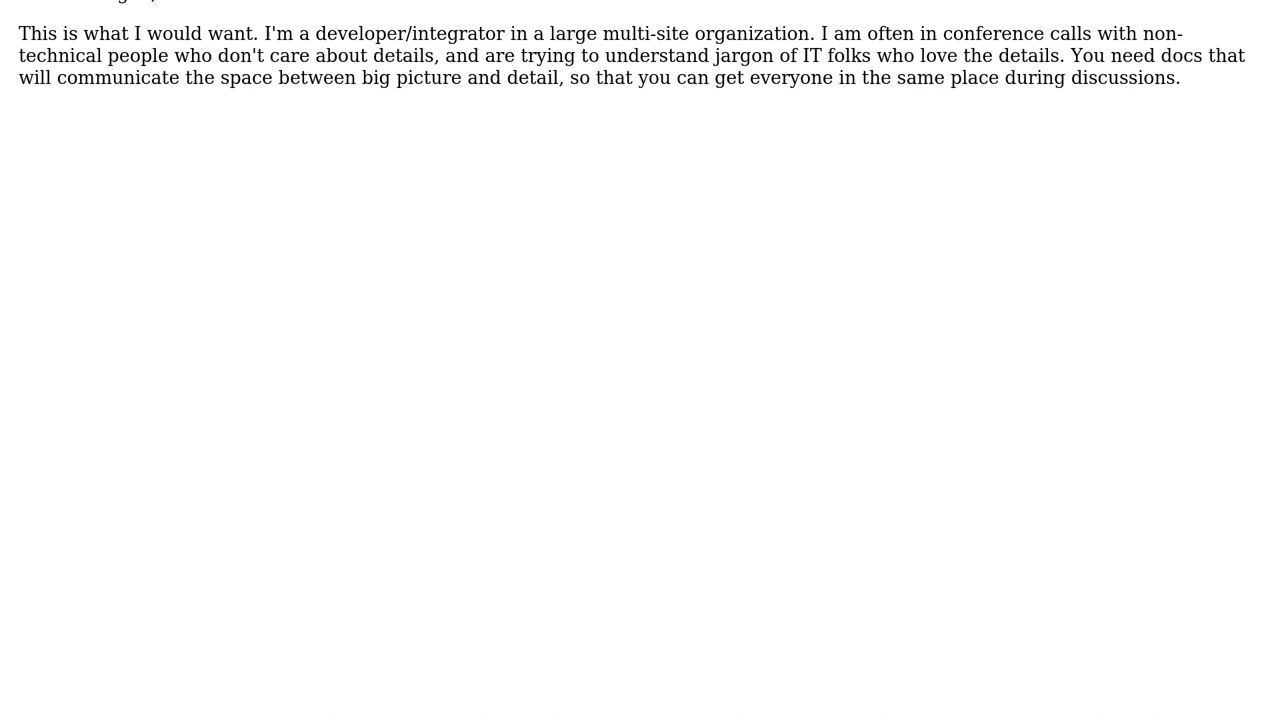 This is what I would want. I'm a developer/integrator in a large multi-site organization. I am often in conference calls with non-
technical people who don't care about details, and are trying to understand jargon of IT folks who love the details. You need docs that
will communicate the space between big picture and detail, so that you can get everyone in the same place during discussions.